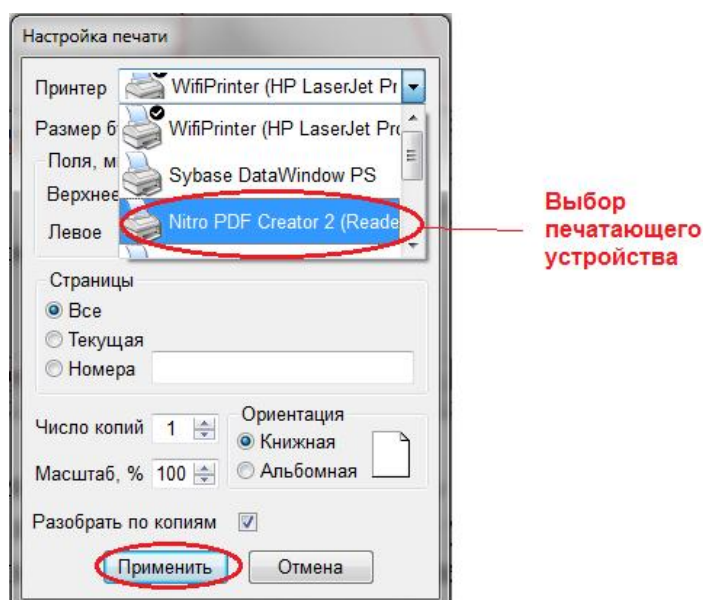 Настройка печати
Принтер WifiPrinter (HP LaserJet Pr
Размер б WifiPrinter (HP LaserJet Pro
Поля, м Sybase DataWindow PS
Верхнее
Левое Nitro PDF Creator 2 (Reade
Выбор
печатающего
устройства
Страницы
Все
Текущая
Номера
Число копий 1
Масштаб, % 100
Ориентация
Книжная
Альбомная
Разобрать по копиям
Применить Отмена